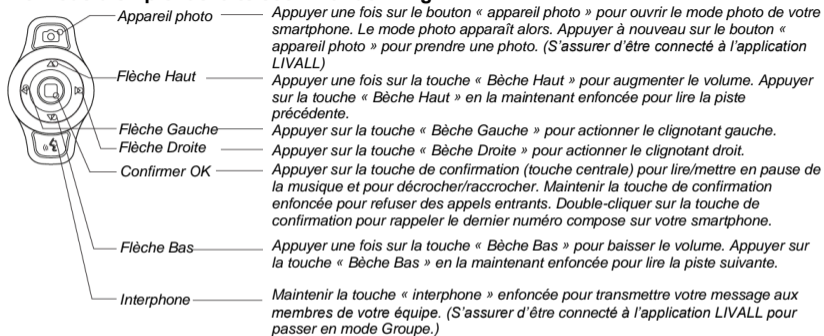 Appareil photo
Appuyer une fois sur le bouton « appareil photo » pour ouvrir le mode photo de votre
smartphone. Le mode photo apparaît alors. Appuyer à nouveau sur le bouton «
appareil photo » pour prendre une photo. (S'assurer d'être connecté à l'application
LIVALL)
Flèche Haut
Appuyer une fois sur la touche « Bèche Haut » pour augmenter le volume. Appuyer
sur la touche « Bèche Haut » en la maintenant enfoncée pour lire la piste
précédente.
Flèche Gauche
Appuyer sur la touche « Bèche Gauche » pour actionner le clignotant gauche.
Flèche Droite
Appuyer sur la touche « Bèche Droite » pour actionner le clignotant droit.
Confirmer OK
Appuyer sur la touche de confirmation (touche centrale) pour lire/mettre en pause de
la musique et pour décrocher/raccrocher. Maintenir la touche de confirmation
enfoncée pour refuser des appels entrants. Double-cliquer sur la touche de
confirmation pour rappeler le dernier numéro compose sur votre smartphone.
Flèche Bas
Appuyer une fois sur la touche « Bèche Bas » pour baisser le volume. Appuyer sur
la touche « Bèche Bas » en la maintenant enfoncée pour lire la piste suivante.
Interphone
Maintenir la touche « interphone » enfoncée pour transmettre votre message aux
membres de votre équipe. (S'assurer d'être connecté à l'application LIVALL pour
passer en mode Groupe.)